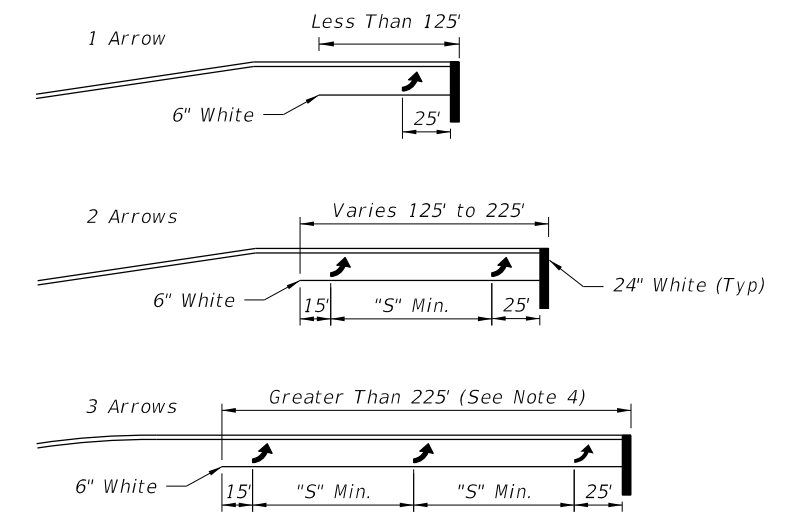 Less Than 125'
1 Arrow
6" White
25'
Varies 125' to 225'
2 Arrows
24" White (Typ)
6" White
15'
"S" Min.
25'
Greater Than 225' (See Note 4)
3 Arrows
6" White
15'
"S" Min.
"S" Min.
25'